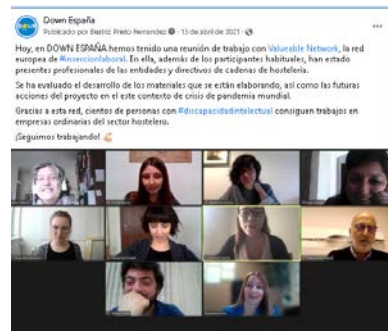 Down España
Publicado por Beatriz Prieto Fernandez · 13 de abril de 2021 ·
Hoy, en DOWN ESPAÑA hemos tenido una reunión de trabajo con Valueable Network, la red
europea de #inserciónlaboral. En ella, además de los participantes habituales, han estado
presentes profesionales de las entidades y directivos de cadenas de hostelería.
Se ha evaluado el desarrollo de los materiales que se están elaborando, así como las futuras
acciones del proyecto en el este contexto de crisis de pandemia mundial.
Gracias a esta red, cientos de personas con #discapacidadintelectual consiguen trabajos en
empresas ordinarias del sector hostelero.
¡Seguimos trabajando!